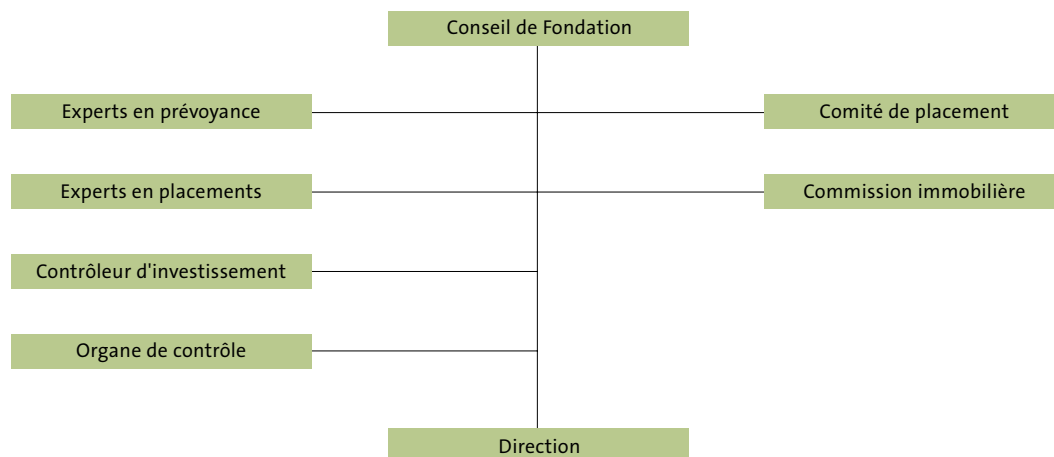 Conseil de Fondation
Experts en prévoyance
Comité de placement
Experts en placements
Commission immobilière
Contrôleur d'investissement
Organe de contrôle
Direction